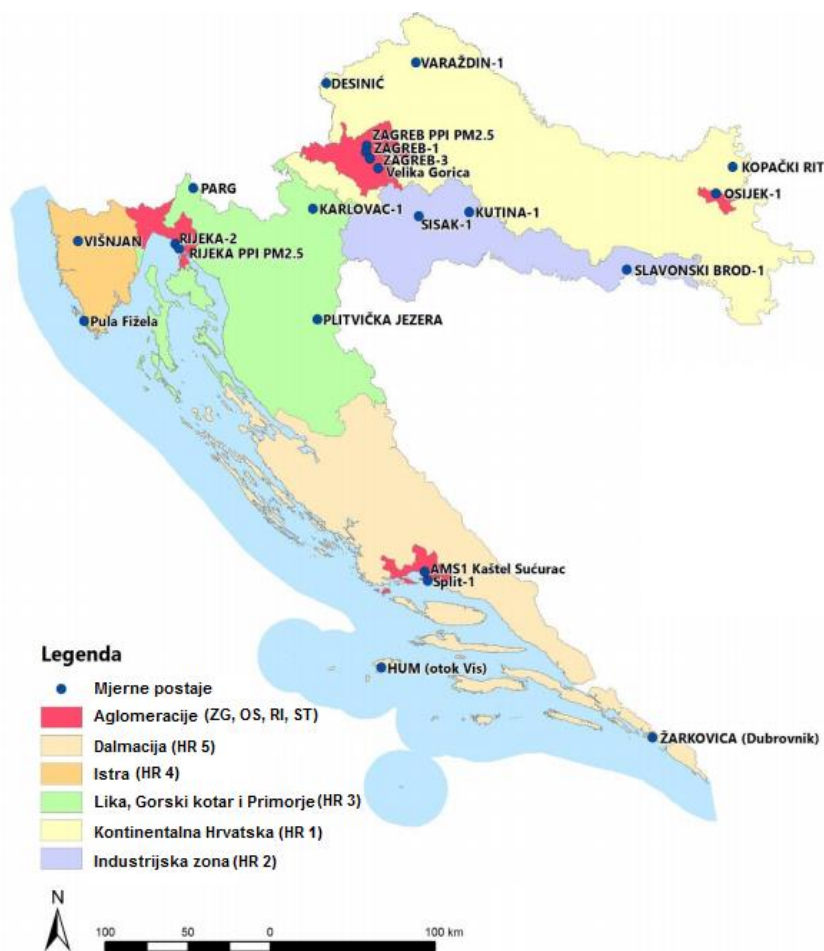 VARAŽDIN-1
DESINIĆ
ZAGREB PPI PM2.5
ZAGREB-1
ZAGREB-3
Velika Gorica
KOPAČKI RIT
OSIJEK-1
PARG
KARLOVAC-1
KUTINA-1
SISAK-1
VIŠNJAN
RIJEKA-2
RIJEKA PPI PM2.5
SLAVONSKI BROD-1
Pula Fižela
PLITVIČKA JEZERA
AMS1 Kaštel Sućurac
Split-1
HUM (otok Vis)
ŽARKOVICA (Dubrovnik)
Legenda
Mjerne postaje
Aglomeracije (ZG, OS, RI, ST)
Dalmacija (HR 5)
Istra (HR 4)
Lika, Gorski kotar i Primorje (HR 3)
Kontinentalna Hrvatska (HR 1)
Industrijska zona (HR 2)
N
100 50 0 100 km